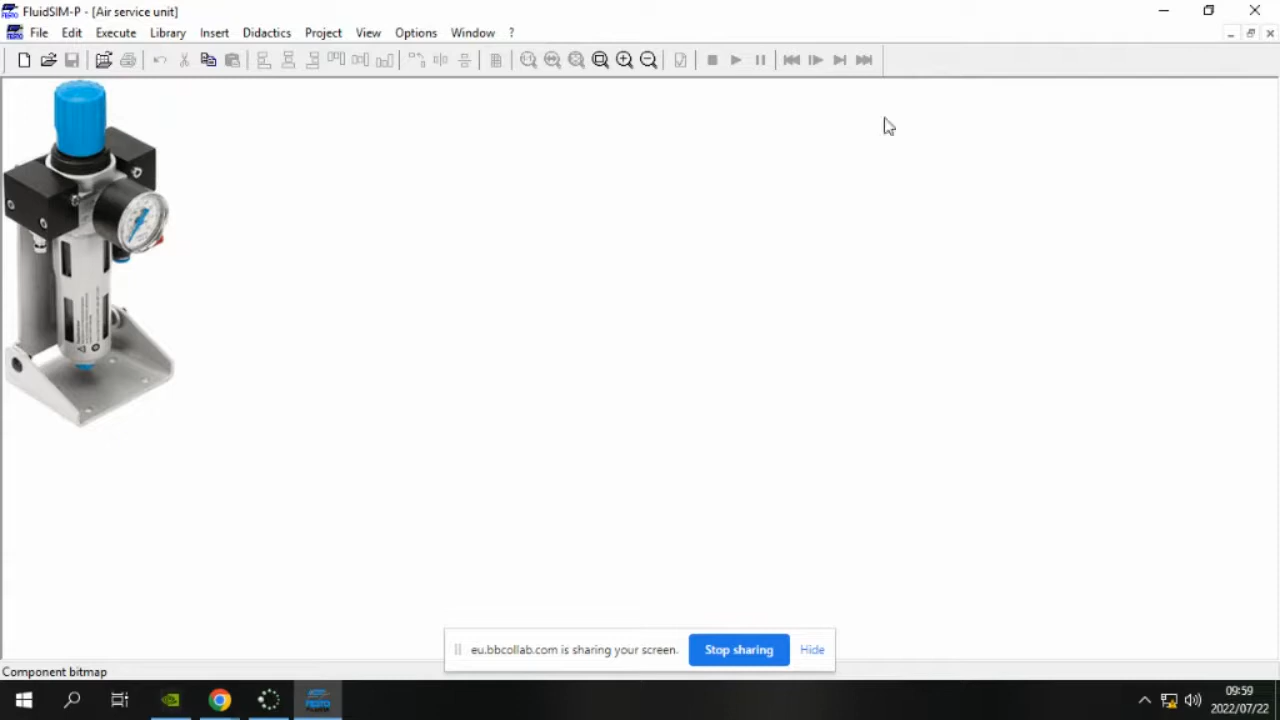 FluidSIM-P - [Air service unit]
File Edit Execute Library Insert Didactics Project View Options Window ?
eu.bbcollab.com is sharing your screen. Stop sharing Hide
Component bitmap
FESTO
09:59
2022/07/22